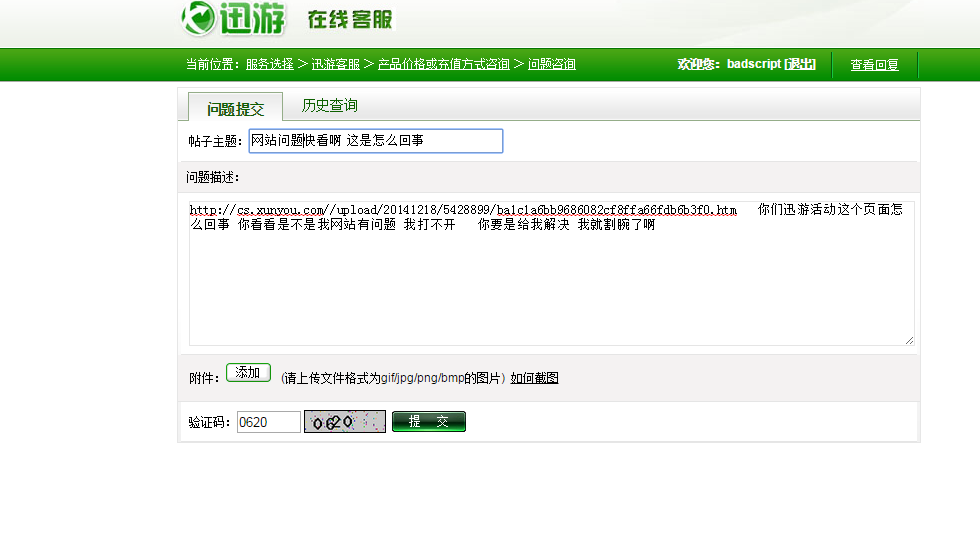 迅游 在线客服
当前位置：服务选择 > 迅游客服 > 产品价格或充值方式咨询 > 问题咨询 欢迎您：badscript [退出] 查看回复
问题提交 历史查询
帖子主题：网站问题快看啊 这是怎么回事
问题描述：
http://cs.xunyou.com//upload/20141218/5428899/ba1c1a6bb9686082cf8ffa66fdb6b3f0.htm 你们迅游活动这个页面怎
么回事 你看看是不是我网站有问题 我打不开 你要是给我解决 我就割腕了啊
附件： 添加 (请上传文件格式为gif/jpg/png/bmp的图片) 如何截图
验证码：0620 0620 提 交